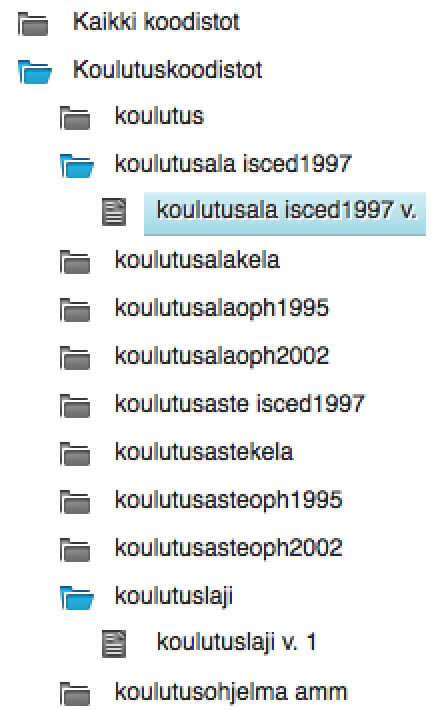 Kaikki koodistot
Koulutuskoodistot
koulutus
koulutusala isced1997
koulutusala isced1997 v.
koulutusalakela
koulutusalaoph1995
koulutusalaoph2002
koulutusaste isced1997
koulutusastekela
koulutusasteoph1995
koulutusasteoph2002
koulutuslaji
koulutuslaji v. 1
koulutusohjelma amm